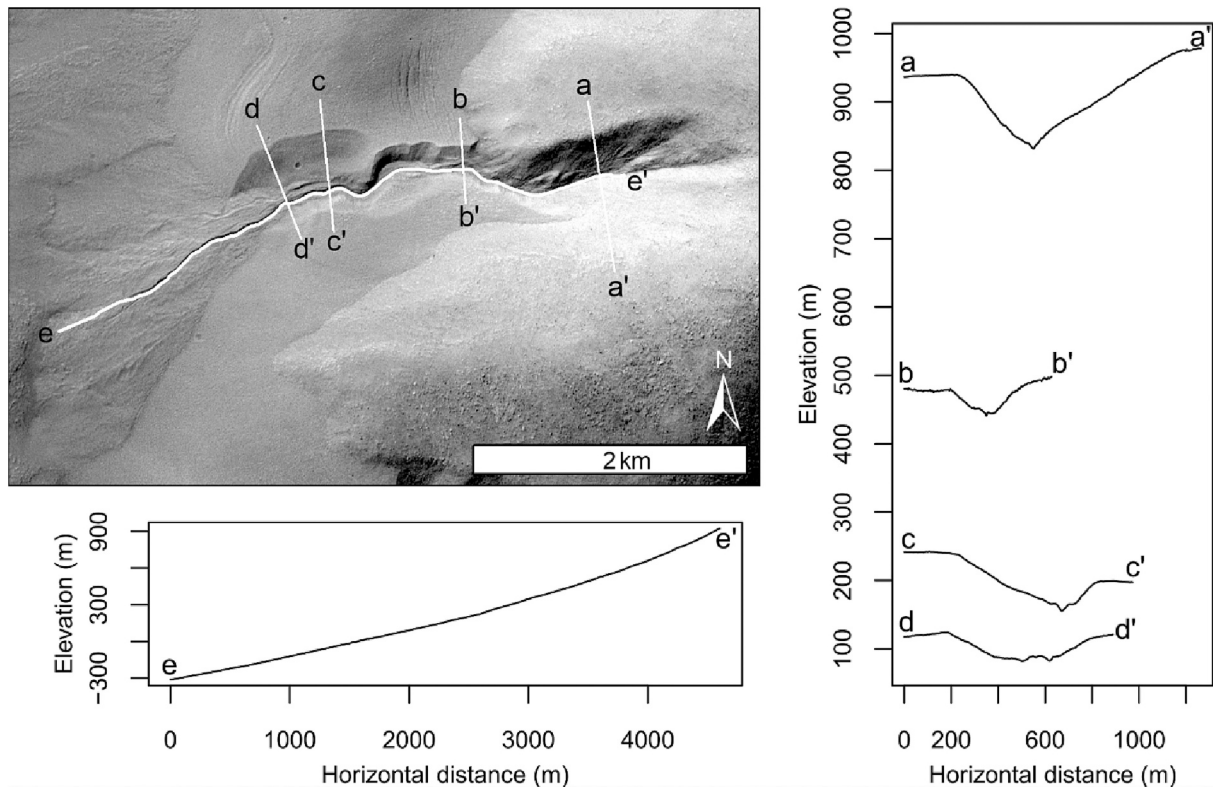 a
b
c
d
e'
b'
c'
d'
a'
e
N
2 km
Elevation (m)
900
300
-300
e
e'
0 1000 2000 3000 4000
Horizontal distance (m)
Elevation (m)
1000
900
800
700
600
500
400
300
200
100
a a'
b b'
c c'
d d'
0 200 600 1000
Horizontal distance (m)